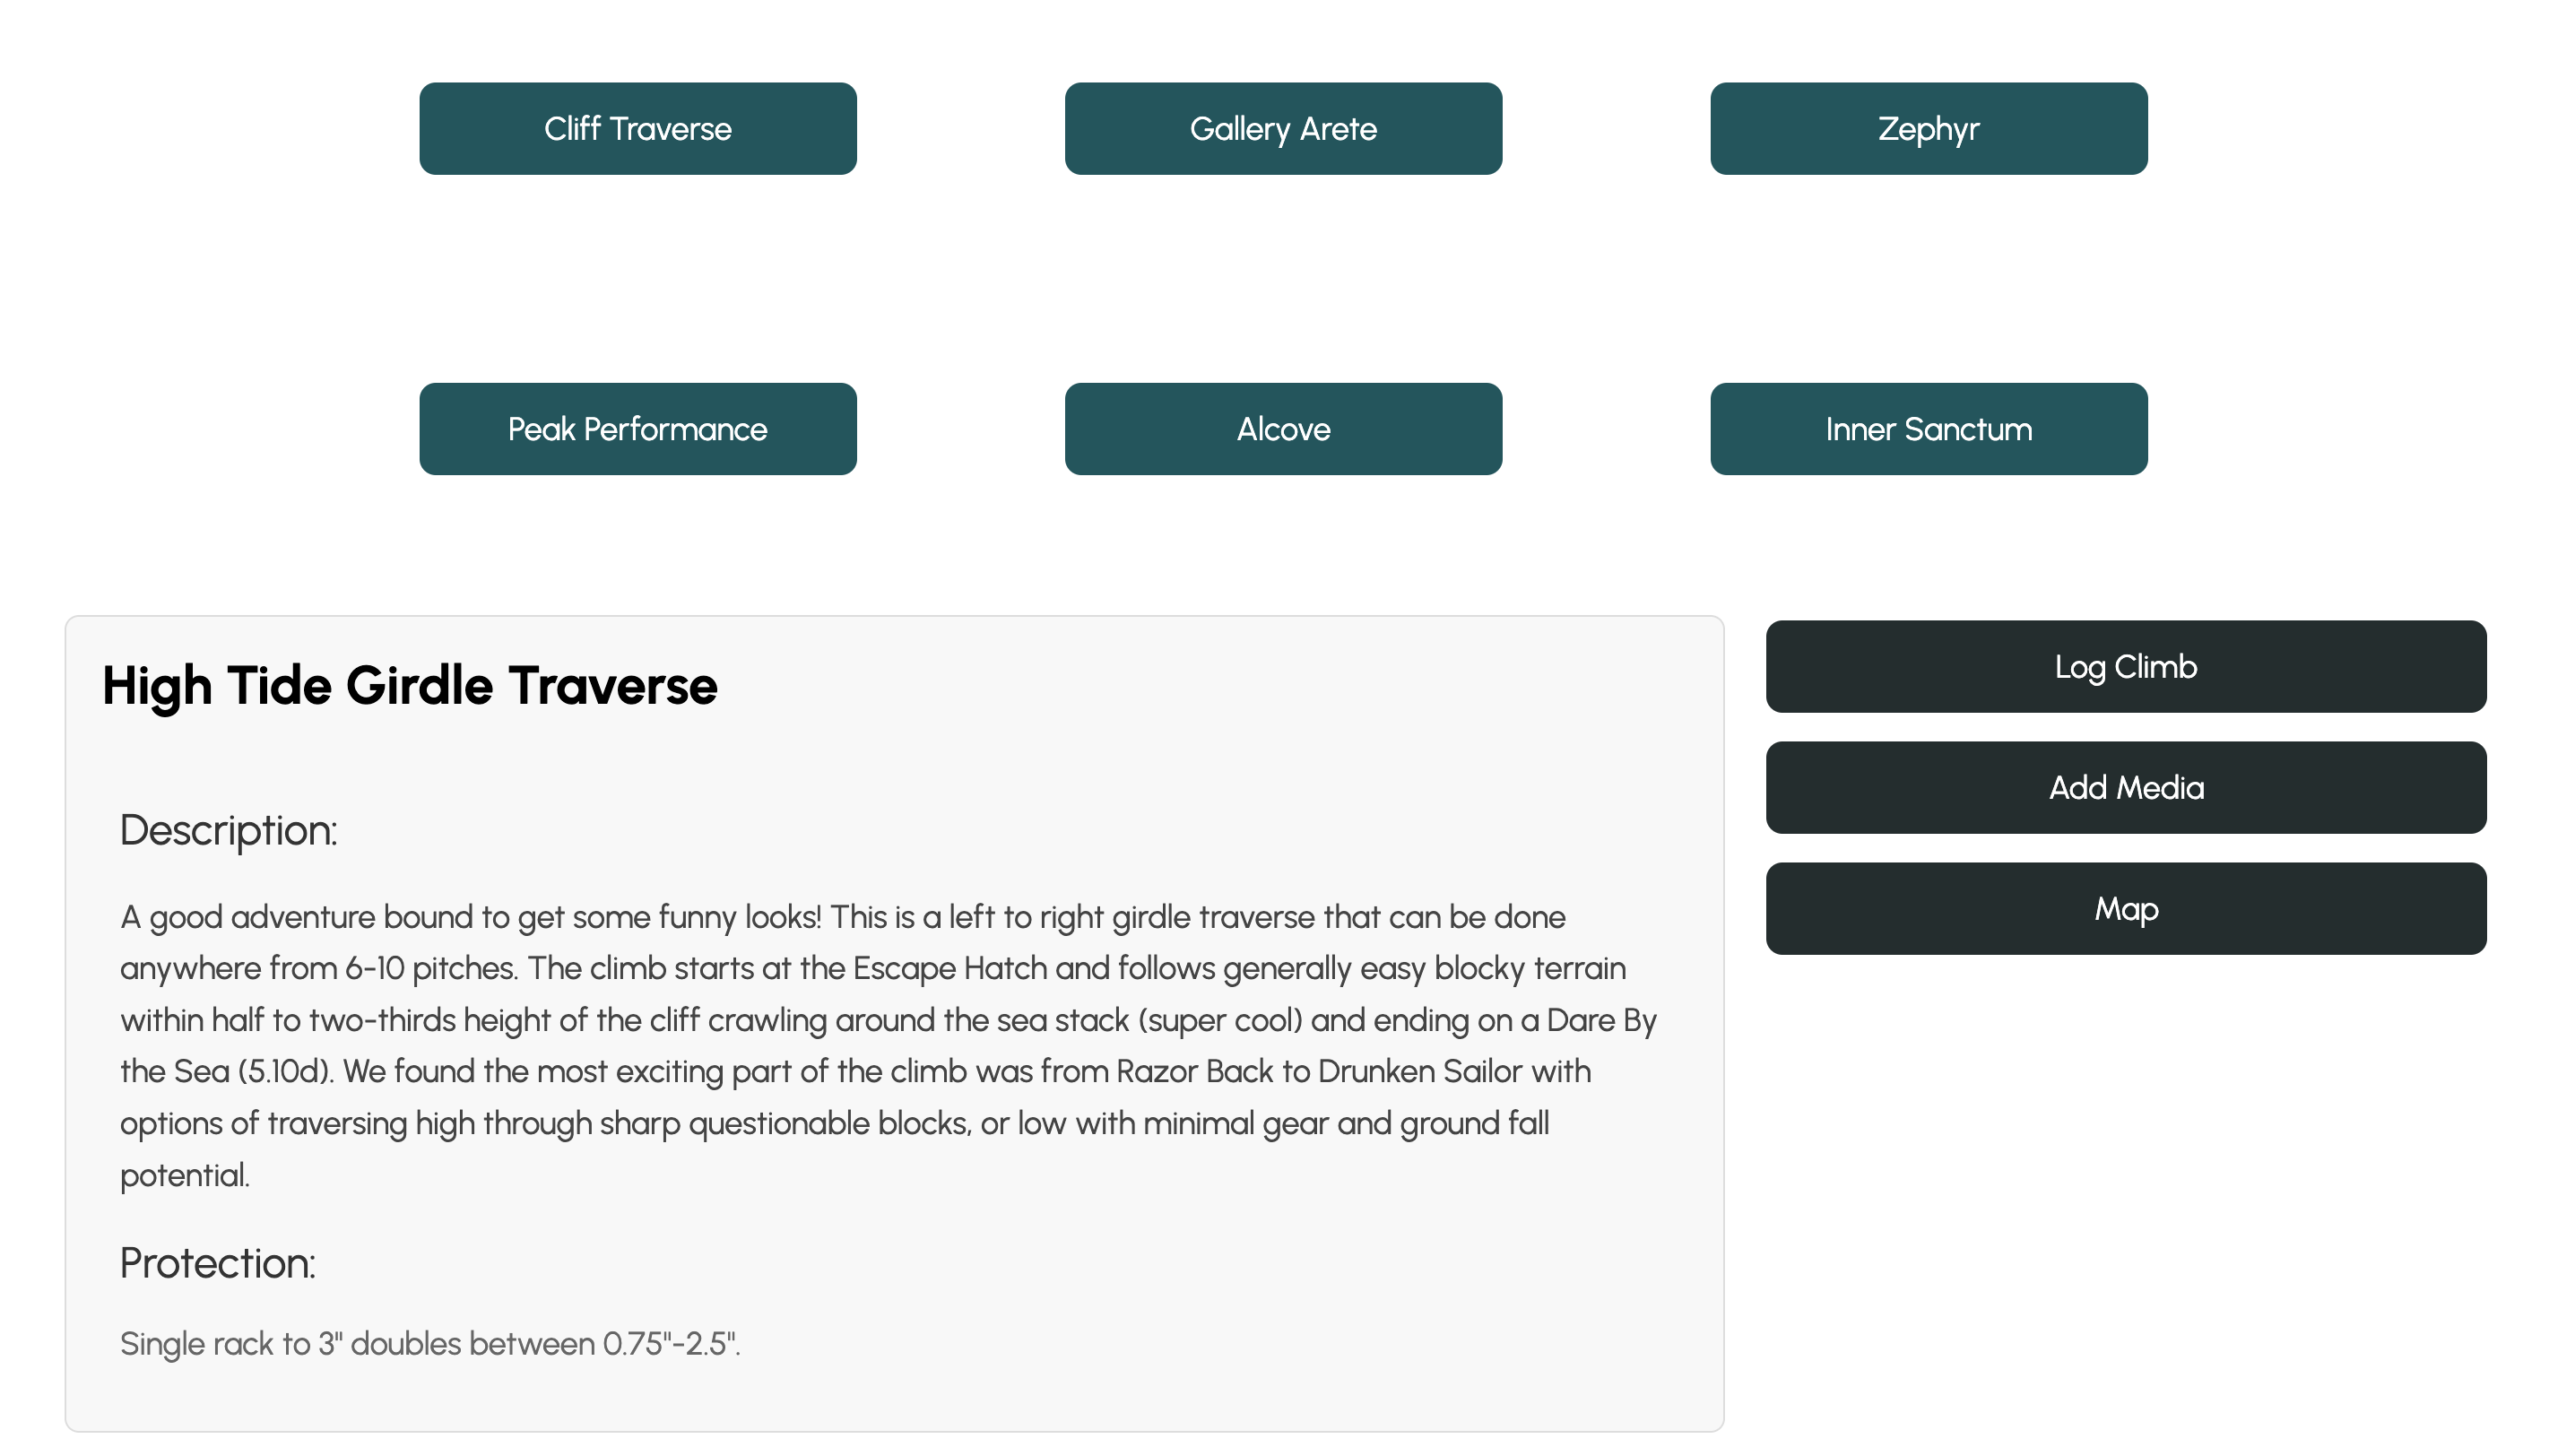 Cliff Traverse
Gallery Arete
Zephyr
Peak Performance
Alcove
Inner Sanctum
High Tide Girdle Traverse
Description:
A good adventure bound to get some funny looks! This is a left to right girdle traverse that can be done
anywhere from 6-10 pitches. The climb starts at the Escape Hatch and follows generally easy blocky terrain
within half to two-thirds height of the cliff crawling around the sea stack (super cool) and ending on a Dare By
the Sea (5.10d). We found the most exciting part of the climb was from Razor Back to Drunken Sailor with
options of traversing high through sharp questionable blocks, or low with minimal gear and ground fall
potential.
Protection:
Single rack to 3" doubles between 0.75"-2.5".
Log Climb
Add Media
Map